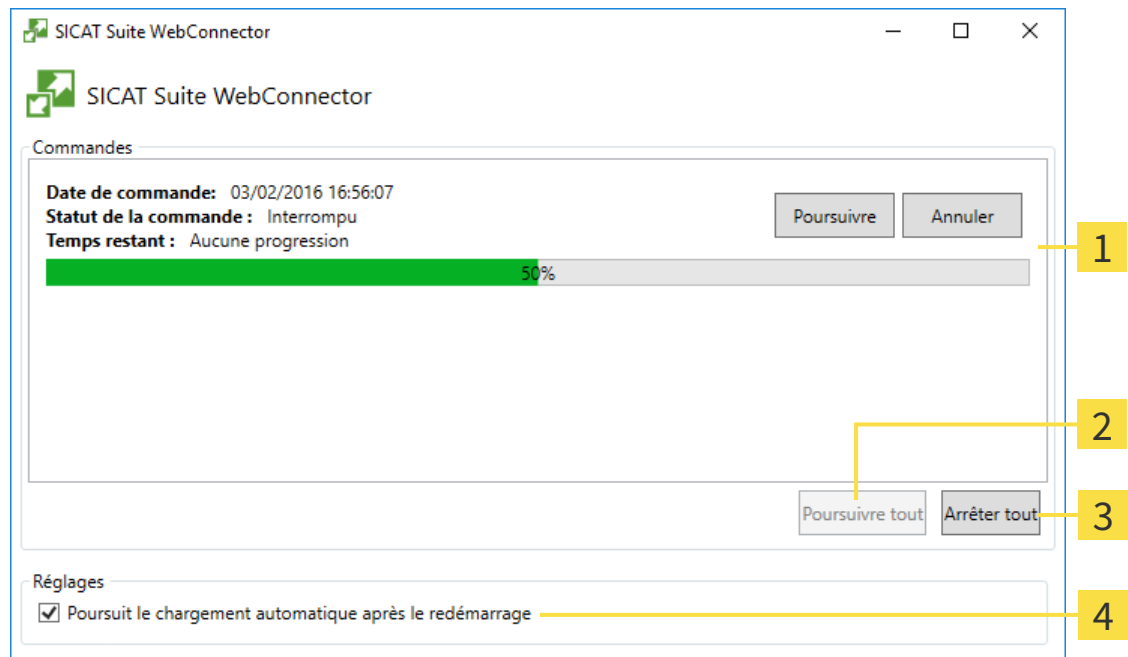 SICAT Suite WebConnector
SICAT Suite WebConnector
Commandes
Date de commande: 03/02/2016 16:56:07
Statut de la commande : Interrompu
Temps restant : Aucune progression
Poursuivre
Annuler
50%
1
2
Poursuivre tout
Arrêter tout
3
Réglages
Poursuit le chargement automatique après le redémarrage
4